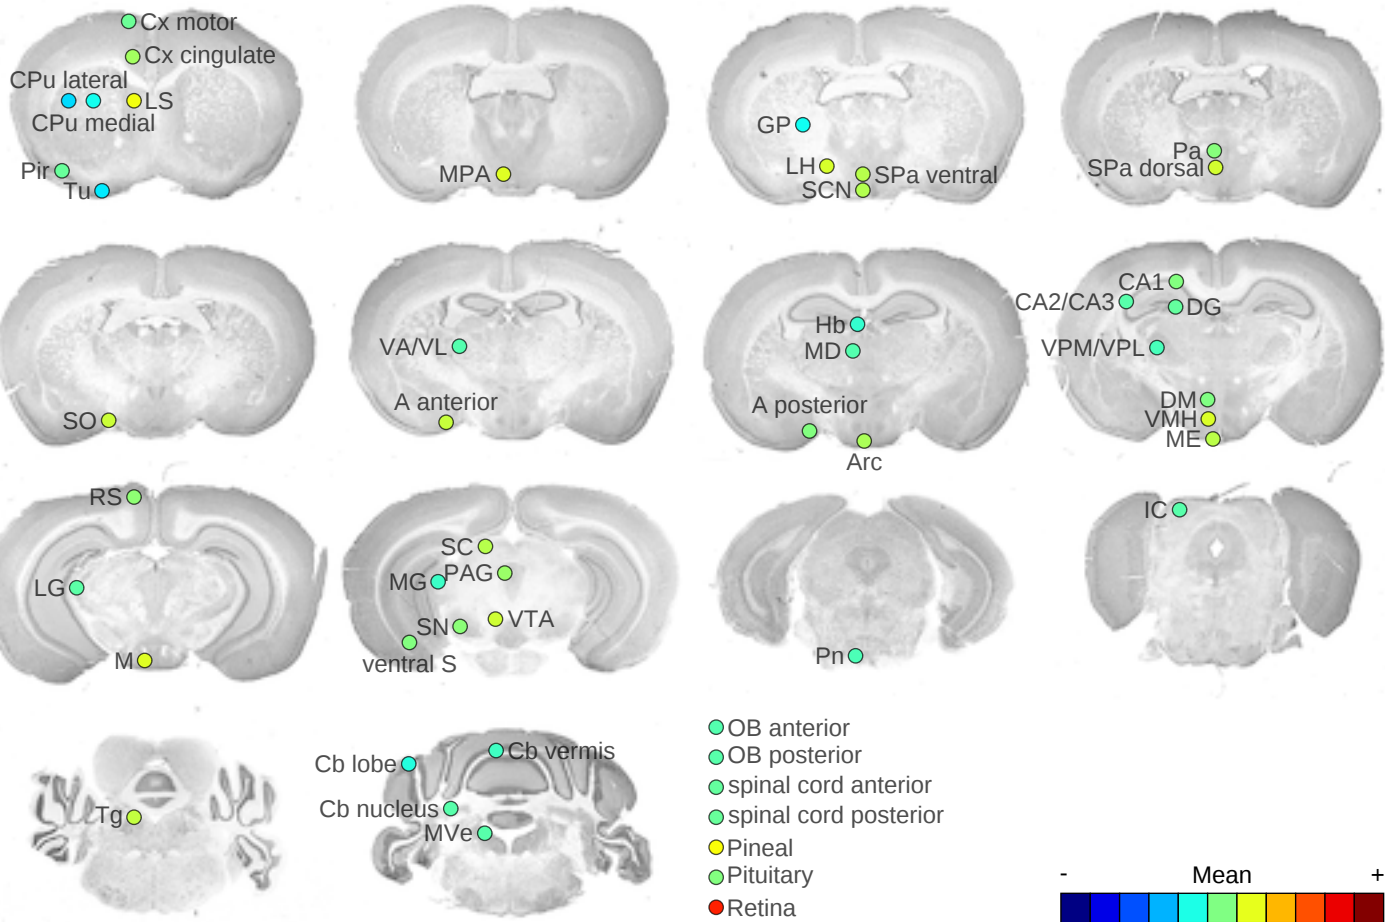 Cx motor
Cx cingulate
CPu lateral
LS
CPu medial
Pir
Tu
MPA
GP
LH
SPa ventral
SCN
Pa
SPa dorsal
SO
VA/VL
A anterior
Hb
MD
A posterior
Arc
CA1
CA2/CA3
DG
VPM/VPL
DM
VMH
ME
RS
LG
M
SC
PAG
MG
VTA
SN
ventral S
Pn
IC
Tg
Cb vermis
Cb lobe
Cb nucleus
MVe
OB anterior
OB posterior
spinal cord anterior
spinal cord posterior
Pineal
Pituitary
Retina
- Mean +